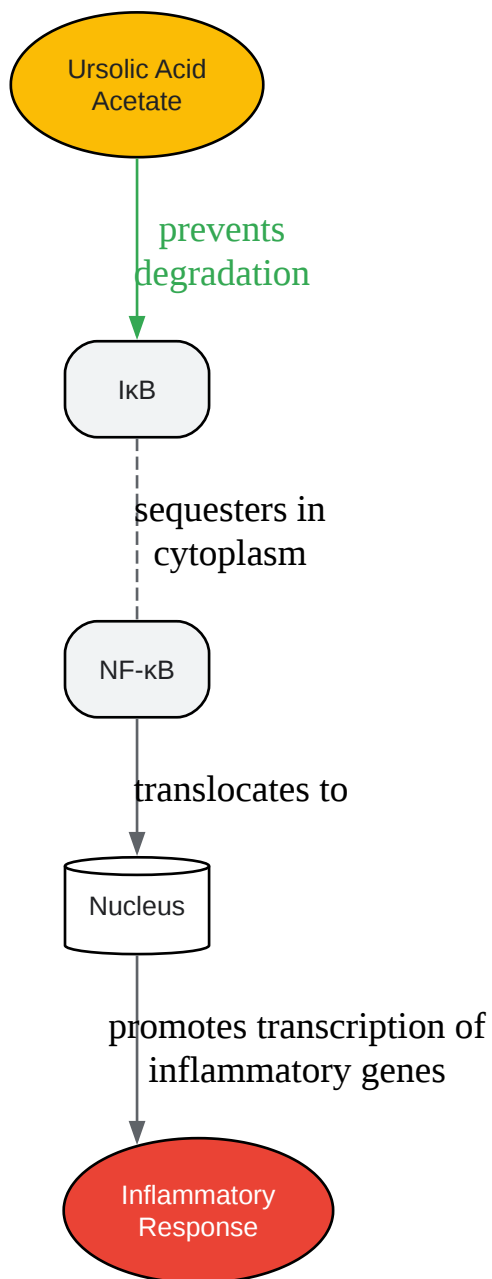 Ursolic Acid
Acetate
prevents
degradation
IκB
sequesters in
cytoplasm
NF-κB
translocates to
Nucleus
promotes transcription of
inflammatory genes
Inflammatory
Response